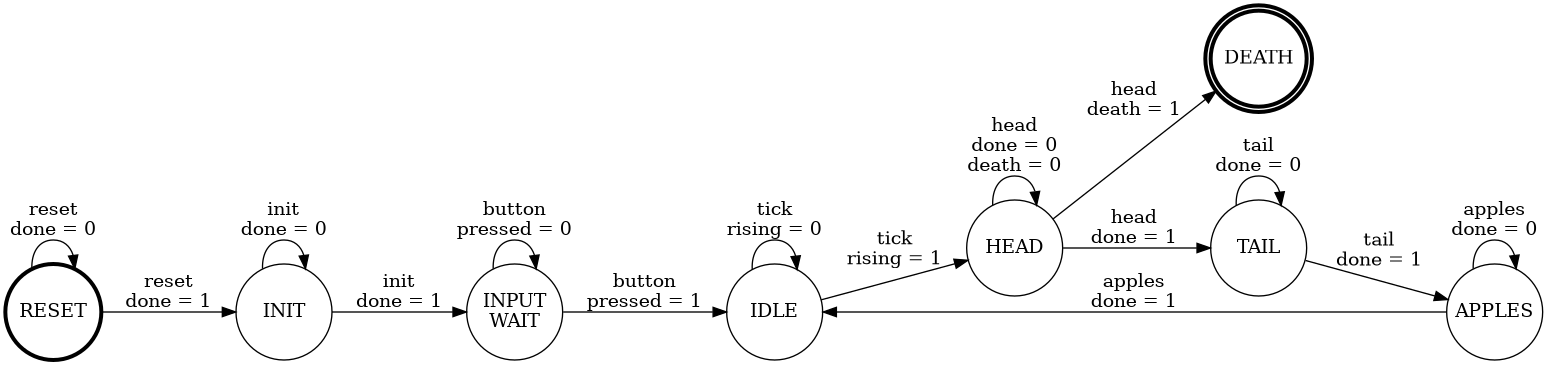 DEATH
head
death = 1
head
done = 0
death = 0
tail
done = 0
reset
done = 0
init
done = 0
button
pressed = 0
tick
rising = 0
apples
done = 0
RESET
reset
done = 1
INIT
init
done = 1
INPUT
WAIT
button
pressed = 1
IDLE
tick
rising = 1
HEAD
head
done = 1
TAIL
tail
done = 1
apples
done = 1
APPLES